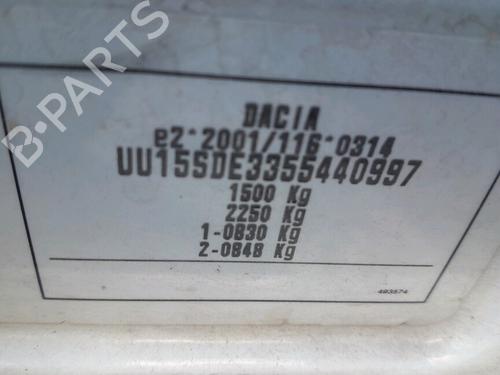 B-PARTS
DACIA
e2*2001/116*0314
UU15SDE3355440997
1500 Kg
2250 Kg
1-0830 Kg
2-0848 Kg
493574